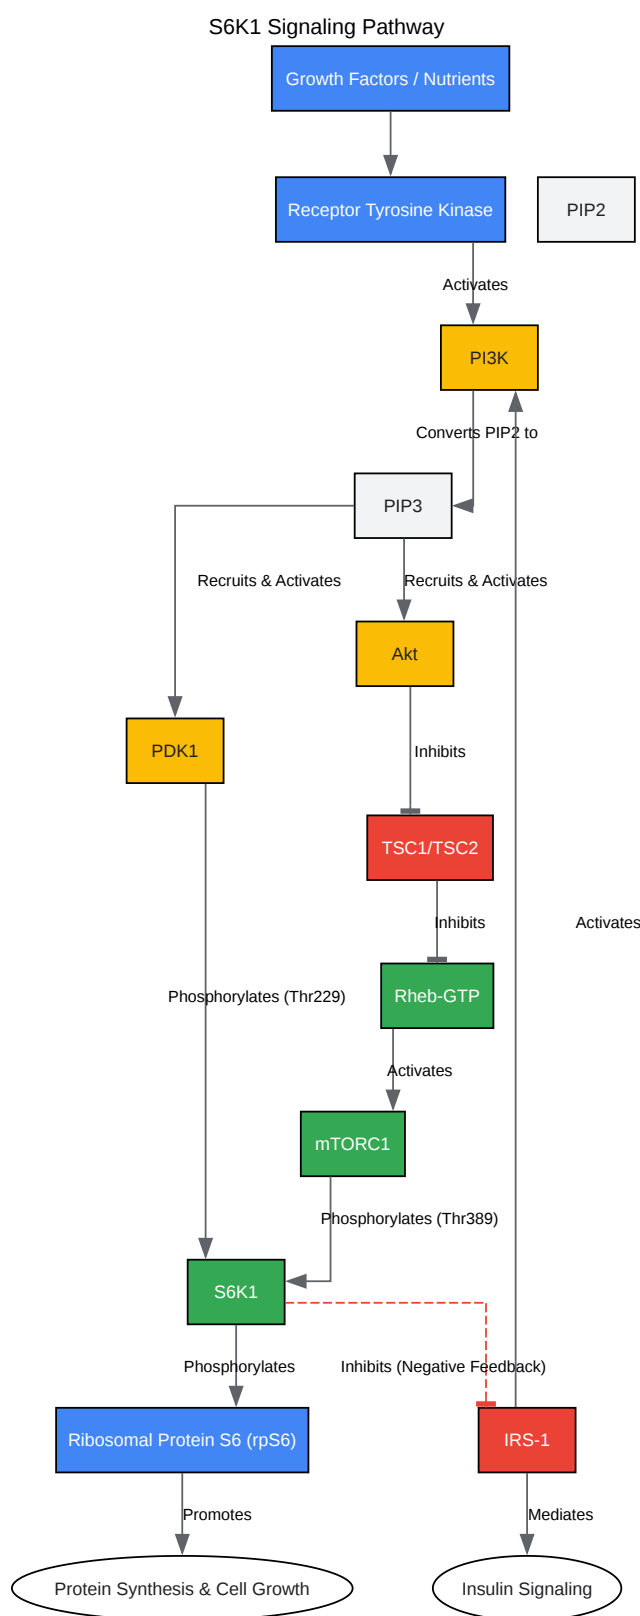 S6K1 Signaling Pathway
Growth Factors / Nutrients
Receptor Tyrosine Kinase
PIP2
Activates
PI3K
Converts PIP2 to
PIP3
Recruits & Activates
Recruits & Activates
Akt
PDK1
Inhibits
TSC1/TSC2
Inhibits
Activates
Rheb-GTP
Phosphorylates (Thr229)
Activates
mTORC1
Phosphorylates (Thr389)
S6K1
Phosphorylates
Inhibits (Negative Feedback)
Ribosomal Protein S6 (rpS6)
IRS-1
Promotes
Mediates
Protein Synthesis & Cell Growth
Insulin Signaling